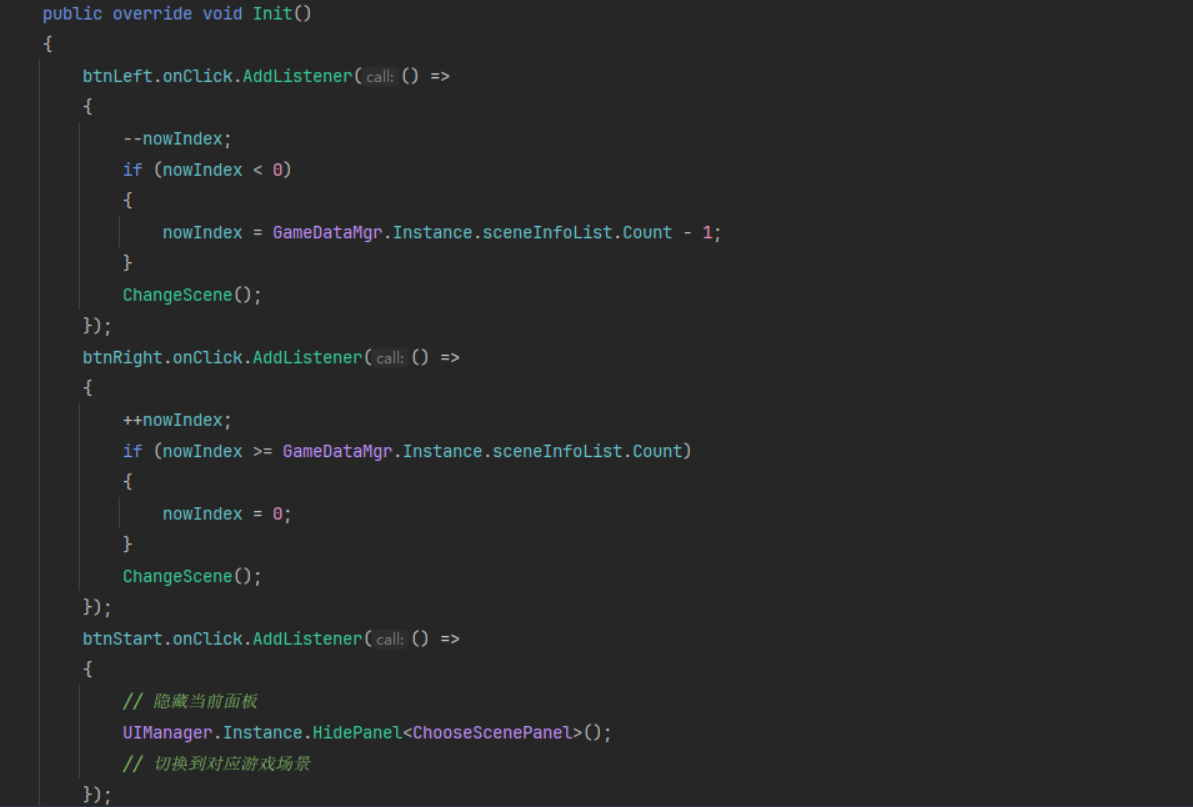 public override void Init()
{
btnLeft.onClick.AddListener(call: () =>
{
--nowIndex;
if (nowIndex < 0)
{
nowIndex = GameDataMgr.Instance.sceneInfoList.Count - 1;
}
ChangeScene();
});
btnRight.onClick.AddListener(call: () =>
{
++nowIndex;
if (nowIndex >= GameDataMgr.Instance.sceneInfoList.Count)
{
nowIndex = 0;
}
ChangeScene();
});
btnStart.onClick.AddListener(call: () =>
{
// 隐藏当前面板
UIManager.Instance.HidePanel<ChooseScenePanel>();
// 切换到对应游戏场景
});